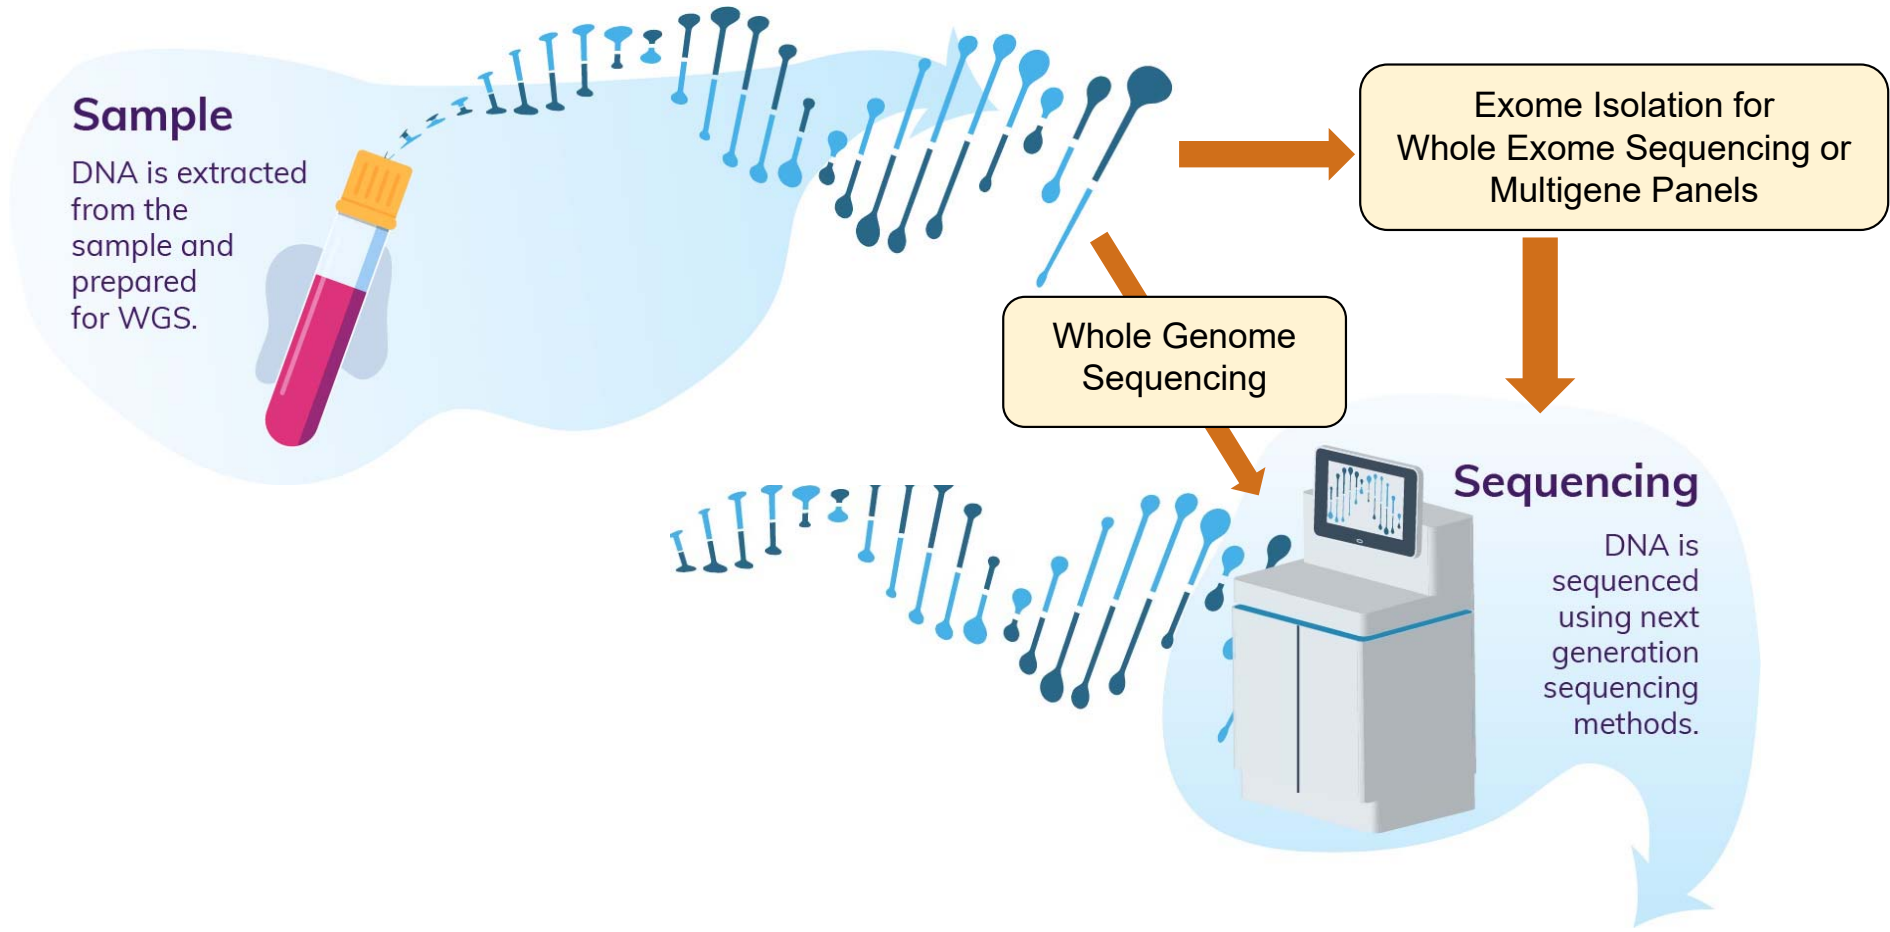 Sample
DNA is extracted
from the
sample and
prepared
for WGS.
Exome Isolation for
Whole Exome Sequencing or
Multigene Panels
Whole Genome
Sequencing
Sequencing
DNA is
sequenced
using next
generation
sequencing
methods.